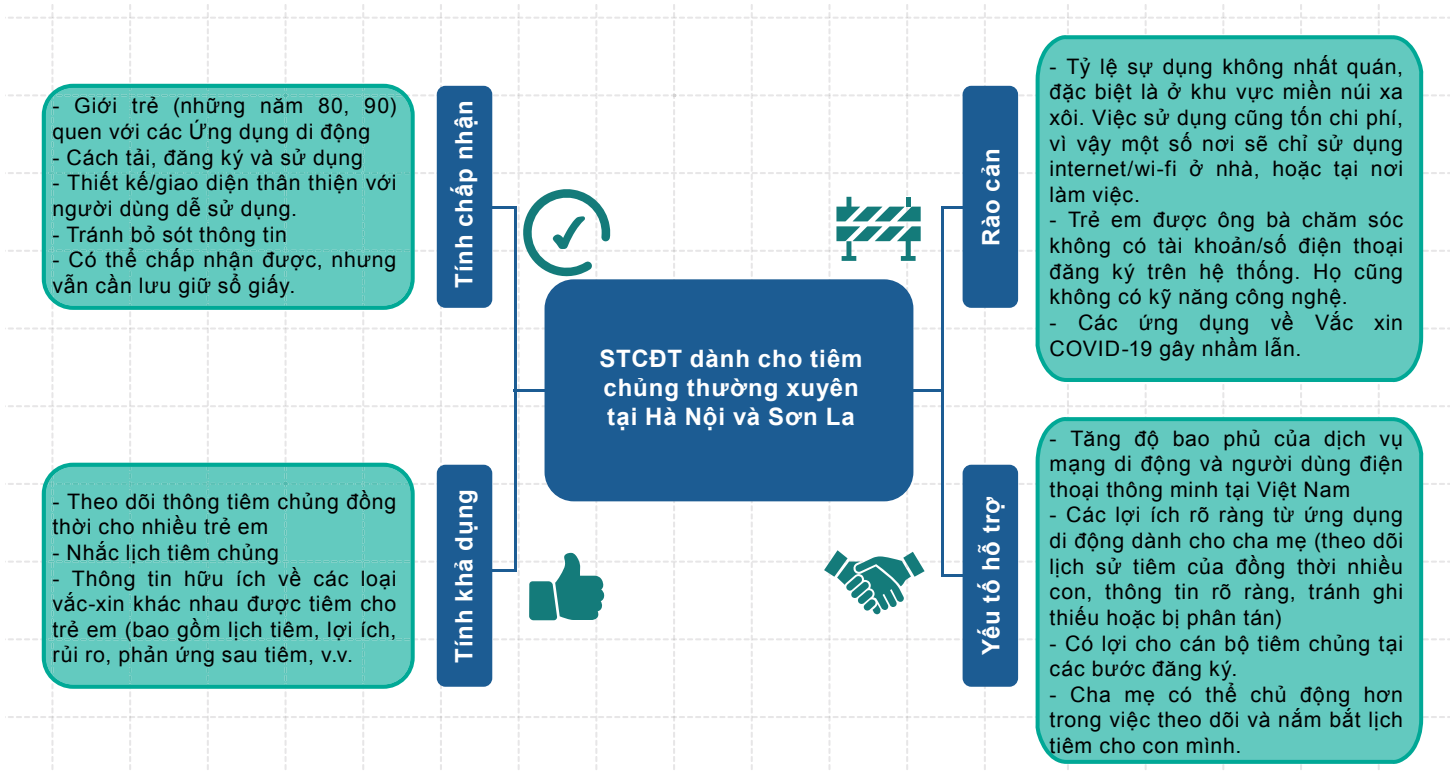 - Giới trẻ (những năm 80, 90)
quen với các Ứng dụng di động
- Cách tải, đăng ký và sử dụng
- Thiết kế/giao diện thân thiện với
người dùng dễ sử dụng.
- Tránh bỏ sót thông tin
- Có thể chấp nhận được, nhưng
vẫn cần lưu giữ sổ giấy.
Tính chấp nhận
- Theo dõi thông tiêm chủng đồng
thời cho nhiều trẻ em
- Nhắc lịch tiêm chủng
- Thông tin hữu ích về các loại
vắc-xin khác nhau được tiêm cho
trẻ em (bao gồm lịch tiêm, lợi ích,
rủi ro, phản ứng sau tiêm, v.v.
Tính khả dụng
STCĐT dành cho tiêm
chủng thường xuyên
tại Hà Nội và Sơn La
Rào cản
- Tỷ lệ sự dụng không nhất quán,
đặc biệt là ở khu vực miền núi xa
xôi. Việc sử dụng cũng tốn chi phí,
vì vậy một số nơi sẽ chỉ sử dụng
internet/wi-fi ở nhà, hoặc tại nơi
làm việc.
- Trẻ em được ông bà chăm sóc
không có tài khoản/số điện thoại
đăng ký trên hệ thống. Họ cũng
không có kỹ năng công nghệ.
- Các ứng dụng về Vắc xin
COVID-19 gây nhầm lẫn.
Yếu tố hỗ trợ
- Tăng độ bao phủ của dịch vụ
mạng di động và người dùng điện
thoại thông minh tại Việt Nam
- Các lợi ích rõ ràng từ ứng dụng
di động dành cho cha mẹ (theo dõi
lịch sử tiêm của đồng thời nhiều
con, thông tin rõ ràng, tránh ghi
thiếu hoặc bị phân tán)
- Có lợi cho cán bộ tiêm chủng tại
các bước đăng ký.
- Cha mẹ có thể chủ động hơn
trong việc theo dõi và nắm bắt lịch
tiêm cho con mình.